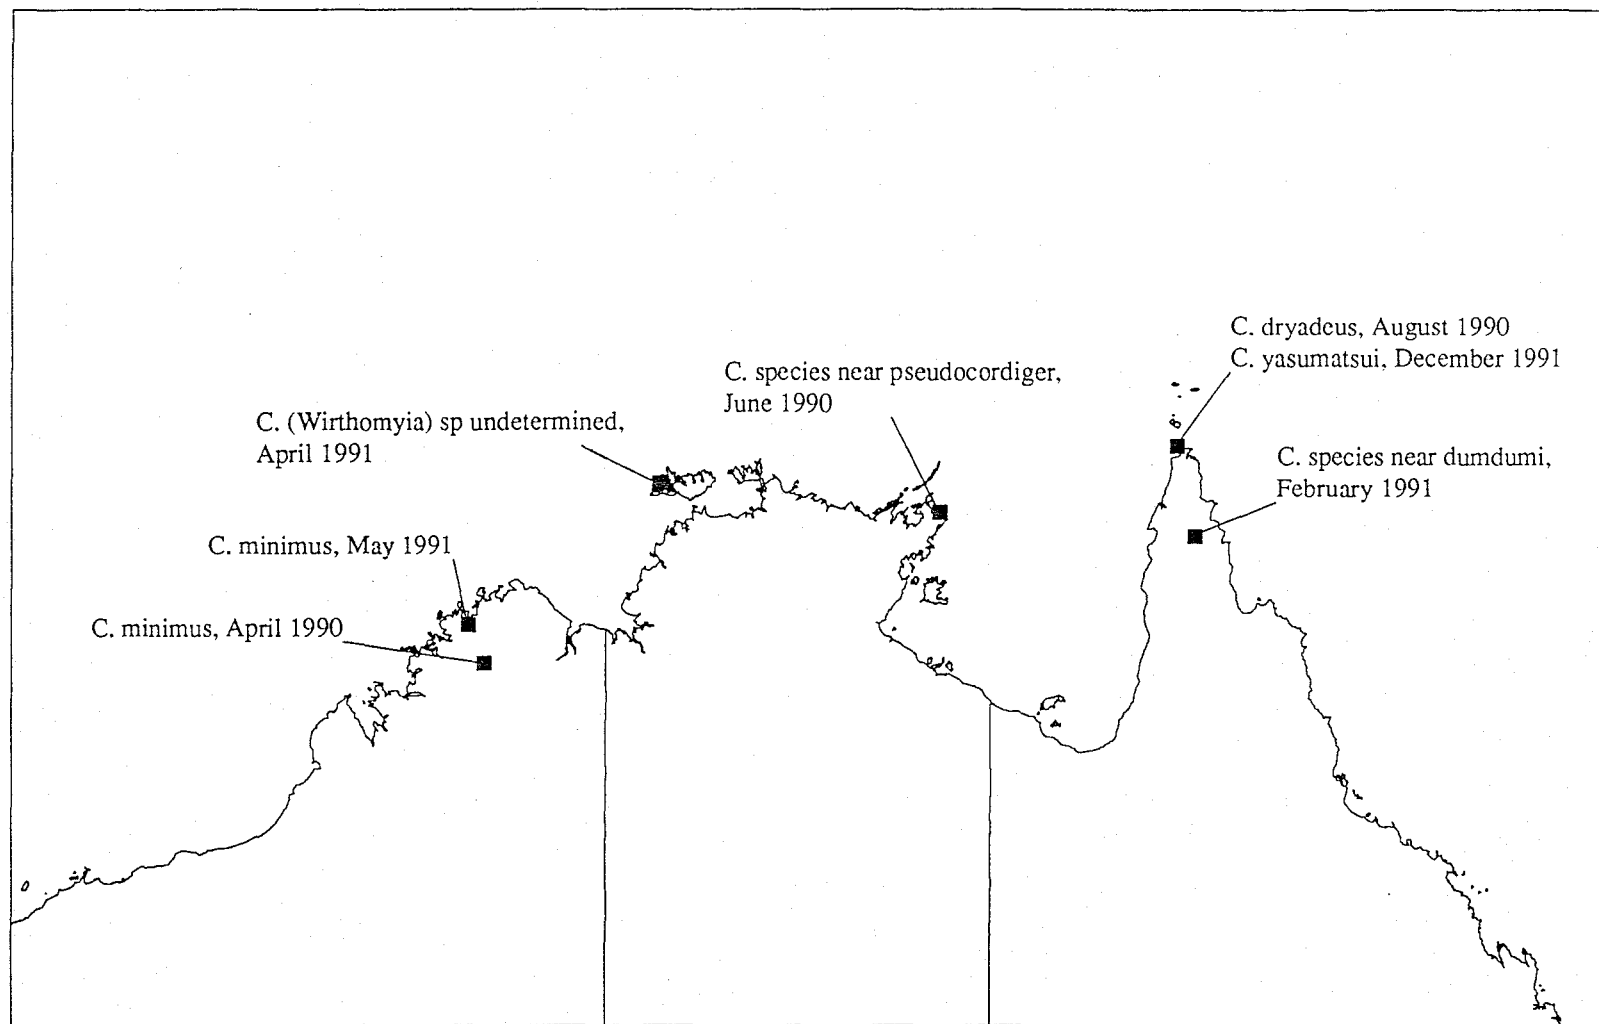 C. dryadeus, August 1990
C. yasumatsui, December 1991
C. species near pseudocordiger,
June 1990
C. (Wirthomyia) sp undetermined,
April 1991
C. species near dumdumi,
February 1991
C. minimus, May 1991
C. minimus, April 1990